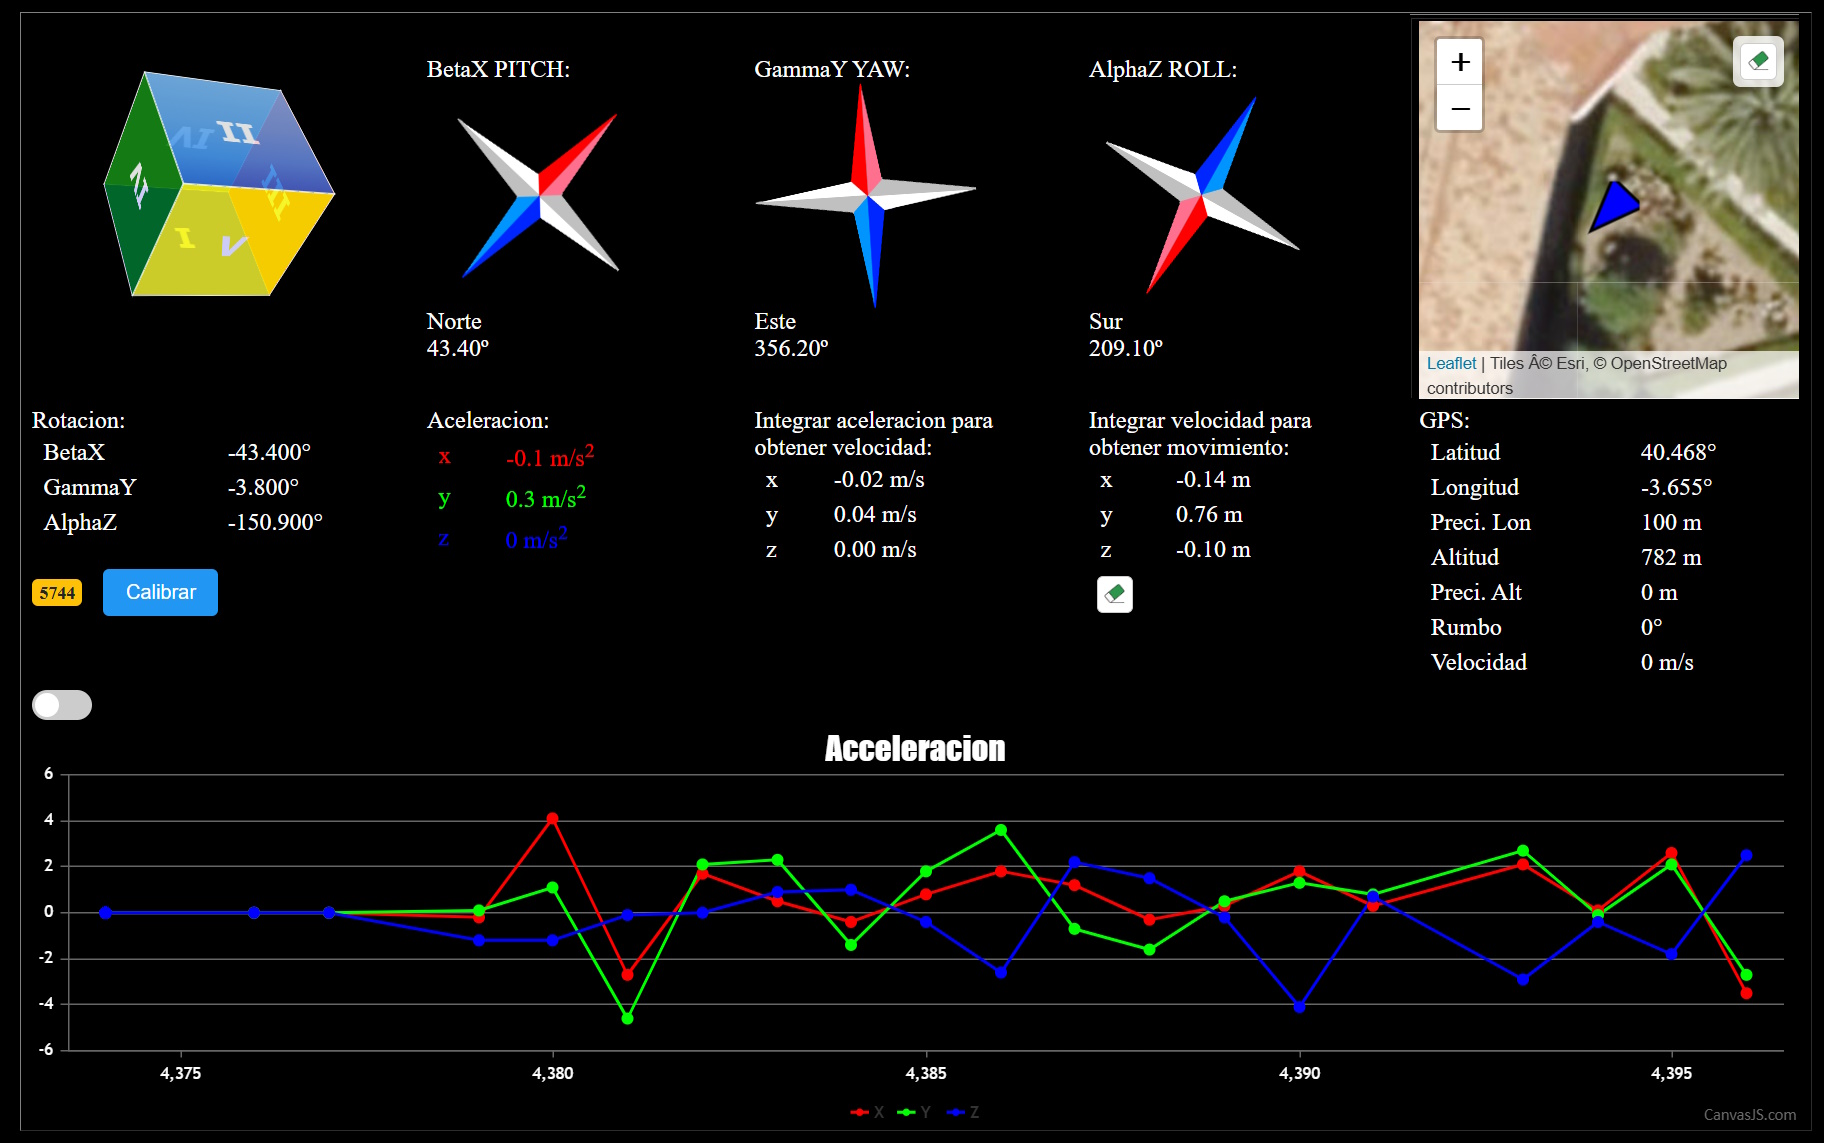 BetaX PITCH:
GammaY YAW:
AlphaZ ROLL:
IV
II
III
IV
I
V
Norte
43.40º
Este
356.20º
Sur
209.10º
+
−
Leaflet | Tiles Â© Esri, © OpenStreetMap
contributors
Rotacion:
BetaX -43.400°
GammaY -3.800°
AlphaZ -150.900°
5744
Calibrar
Aceleracion:
x -0.1 m/s²
y 0.3 m/s²
z 0 m/s²
Integrar aceleracion para
obtener velocidad:
x -0.02 m/s
y 0.04 m/s
z 0.00 m/s
Integrar velocidad para
obtener movimiento:
x -0.14 m
y 0.76 m
z -0.10 m
GPS:
Latitud 40.468°
Longitud -3.655°
Preci. Lon 100 m
Altitud 782 m
Preci. Alt 0 m
Rumbo 0°
Velocidad 0 m/s
Acceleracion
6
4
2
0
-2
-4
-6
4,375 4,380 4,385 4,390 4,395
X Y Z
CanvasJS.com